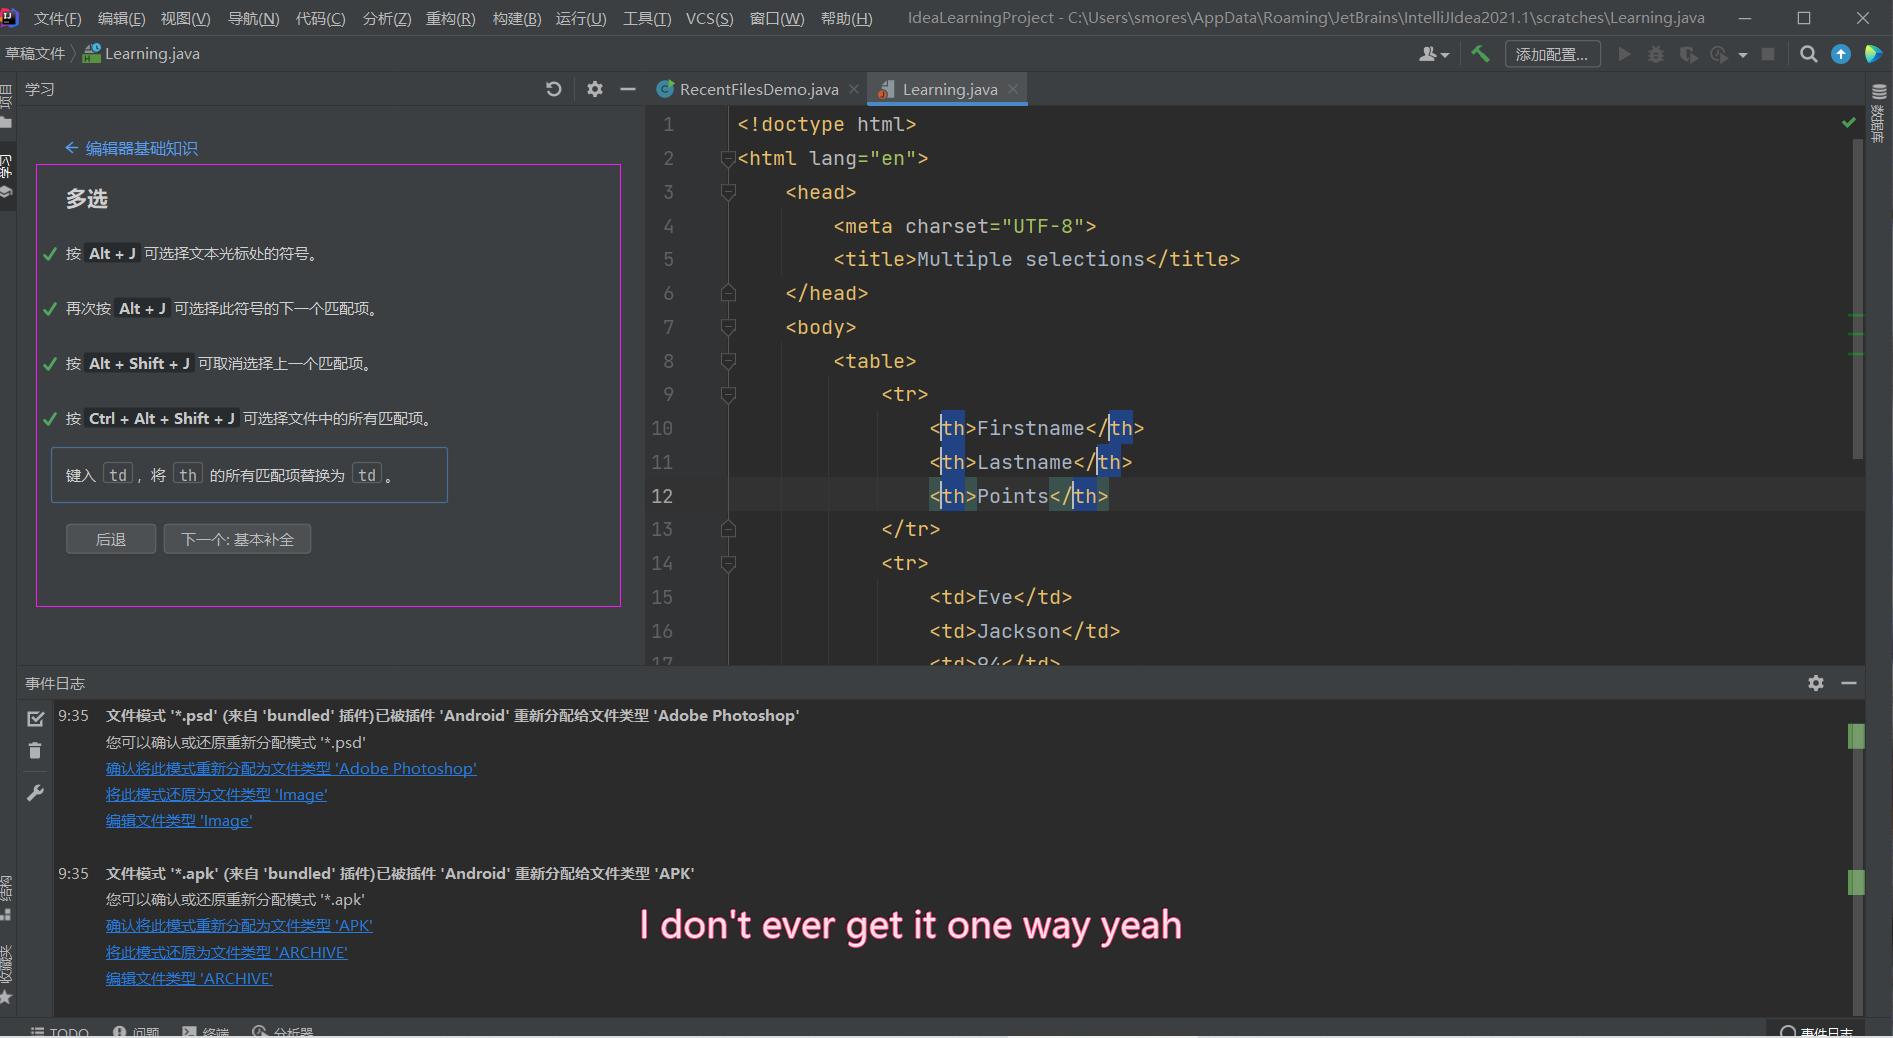 文件(F) 编辑(E) 视图(V) 导航(N) 代码(C) 分析(Z) 重构(R) 构建(B) 运行(U) 工具(T) VCS(S) 窗口(W) 帮助(H) IdeaLearningProject - C:\Users\smores\AppData\Roaming\JetBrains\IntelliJIdea2021.1\scratches\Learning.java
草稿文件 Learning.java 添加配置...
项目
学习
结构
收藏夹
数据库
学习
← 编辑器基础知识
多选
按 Alt + J 可选择文本光标处的符号。
再次按 Alt + J 可选择此符号的下一个匹配项。
按 Alt + Shift + J 可取消选择上一个匹配项。
按 Ctrl + Alt + Shift + J 可选择文件中的所有匹配项。
键入 td ，将 th 的所有匹配项替换为 td 。
后退 下一个: 基本补全
RecentFilesDemo.java Learning.java
1 <!doctype html>
2 <html lang="en">
3 <head>
4 <meta charset="UTF-8">
5 <title>Multiple selections</title>
6 </head>
7 <body>
8 <table>
9 <tr>
10 <th>Firstname</th>
11 <th>Lastname</th>
12 <th>Points</th>
13 </tr>
14 <tr>
15 <td>Eve</td>
16 <td>Jackson</td>
17 <td>94</td>
事件日志
9:35 文件模式 '*.psd' (来自 'bundled' 插件)已被插件 'Android' 重新分配给文件类型 'Adobe Photoshop'
您可以确认或还原重新分配模式 '*.psd'
确认将此模式重新分配为文件类型 'Adobe Photoshop'
将此模式还原为文件类型 'Image'
编辑文件类型 'Image'
9:35 文件模式 '*.apk' (来自 'bundled' 插件)已被插件 'Android' 重新分配给文件类型 'APK'
您可以确认或还原重新分配模式 '*.apk'
确认将此模式重新分配为文件类型 'APK'
将此模式还原为文件类型 'ARCHIVE'
编辑文件类型 'ARCHIVE'
I don't ever get it one way yeah
TODO 问题 终端 分析器 事件日志